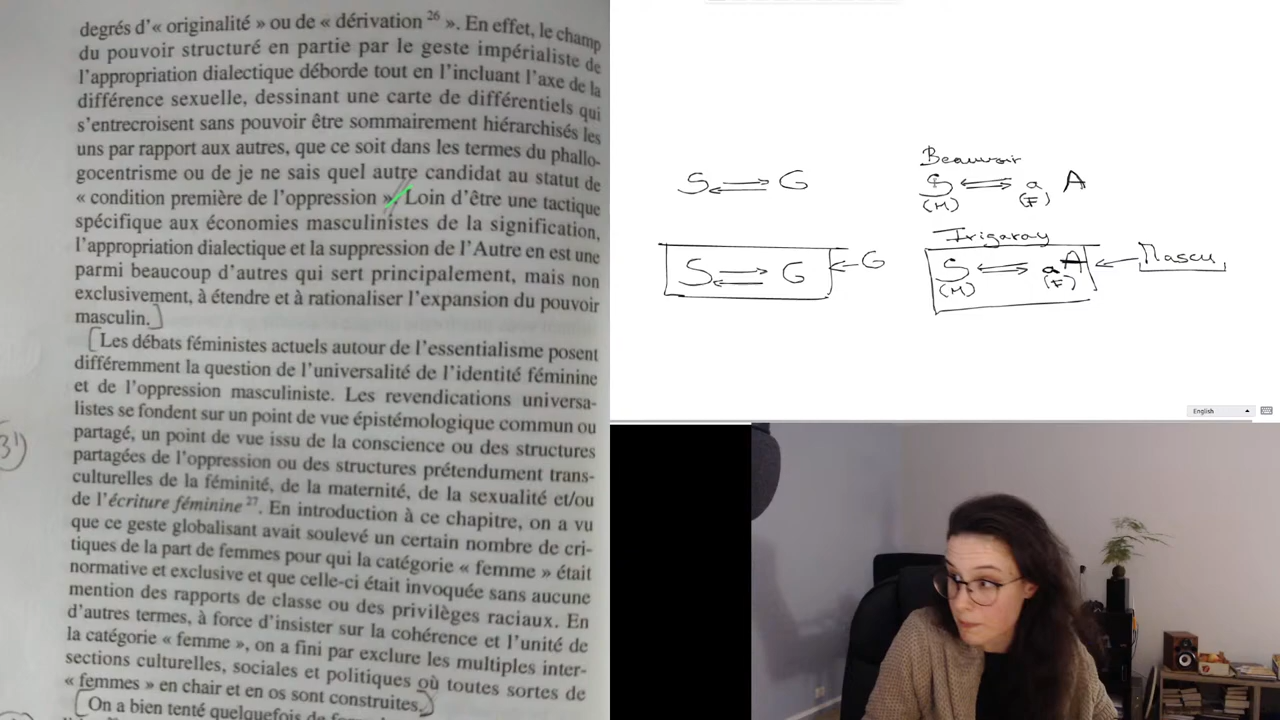 degrés d'« originalité » ou de « dérivation 26 ». En effet, le champ
du pouvoir structuré en partie par le geste impérialiste de
l'appropriation dialectique déborde tout en l'incluant l'axe de la
différence sexuelle, dessinant une carte de différentiels qui
s'entrecroisent sans pouvoir être sommairement hiérarchisés les
uns par rapport aux autres, que ce soit dans les termes du phallo-
gocentrisme ou de je ne sais quel autre candidat au statut de
« condition première de l'oppression ». Loin d'être une tactique
spécifique aux économies masculinistes de la signification,
l'appropriation dialectique et la suppression de l'Autre en est une
parmi beaucoup d'autres qui sert principalement, mais non
exclusivement, à étendre et à rationaliser l'expansion du pouvoir
masculin.
Les débats féministes actuels autour de l'essentialisme posent
différemment la question de l'universalité de l'identité féminine
et de l'oppression masculiniste. Les revendications universa-
listes se fondent sur un point de vue épistémologique commun ou
partagé, un point de vue issu de la conscience ou des structures
partagées de l'oppression ou des structures prétendument trans-
culturelles de la féminité, de la maternité, de la sexualité et/ou
de l'écriture féminine 27. En introduction à ce chapitre, on a vu
que ce geste globalisant avait soulevé un certain nombre de cri-
tiques de la part de femmes pour qui la catégorie « femme » était
normative et exclusive et que celle-ci était invoquée sans aucune
mention des rapports de classe ou des privilèges raciaux. En
d'autres termes, à force d'insister sur la cohérence et l'unité de
la catégorie « femme », on a fini par exclure les multiples inter-
sections culturelles, sociales et politiques où toutes sortes de
« femmes » en chair et en os sont construites.
On a bien tenté quelquefois de
Beauvoir
S G
S a, A
(M) (F)
Irigaray
S G G
S a A Mascu
(M) (F)
English